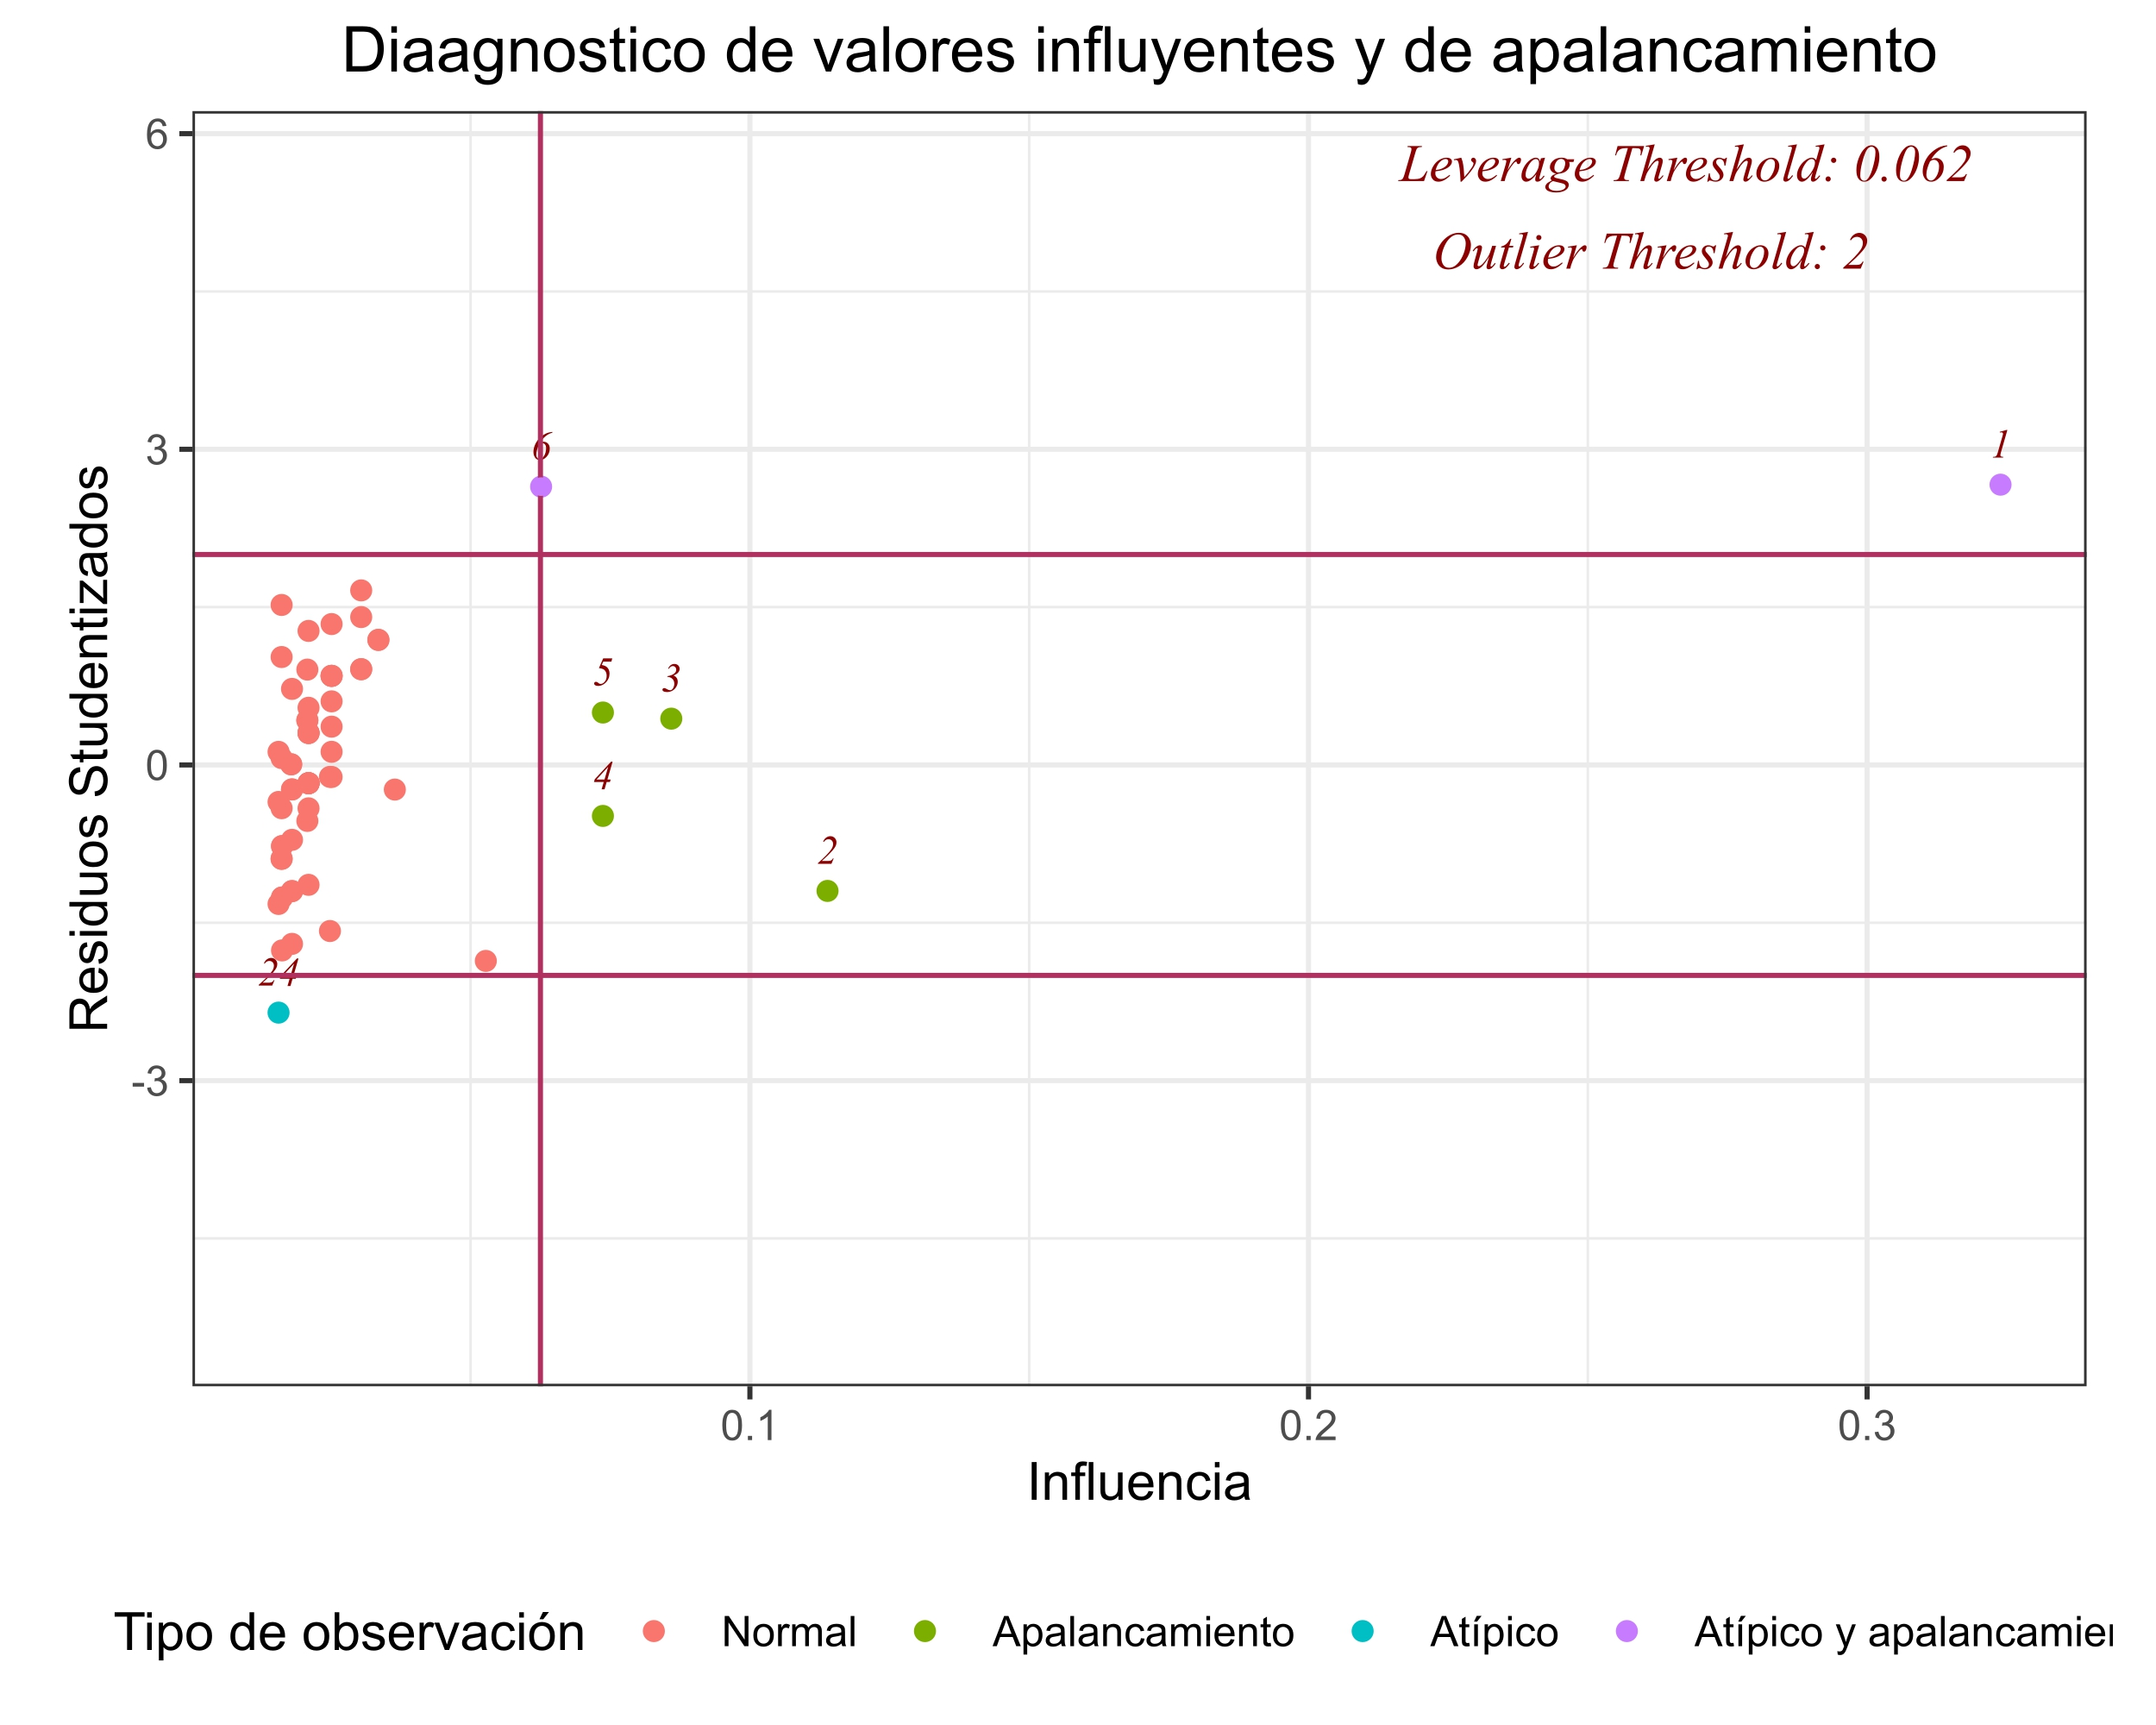 Diaagnostico de valores influyentes y de apalancamiento
6
Leverage Threshold: 0.062
Outlier Threshold: 2
3
6
1
Residuos Studentizados
5
3
0
4
2
24
-3
0.1
0.2
0.3
Influencia
Tipo de observación
Normal
Apalancamiento
Atípico
Atípico y apalancamie